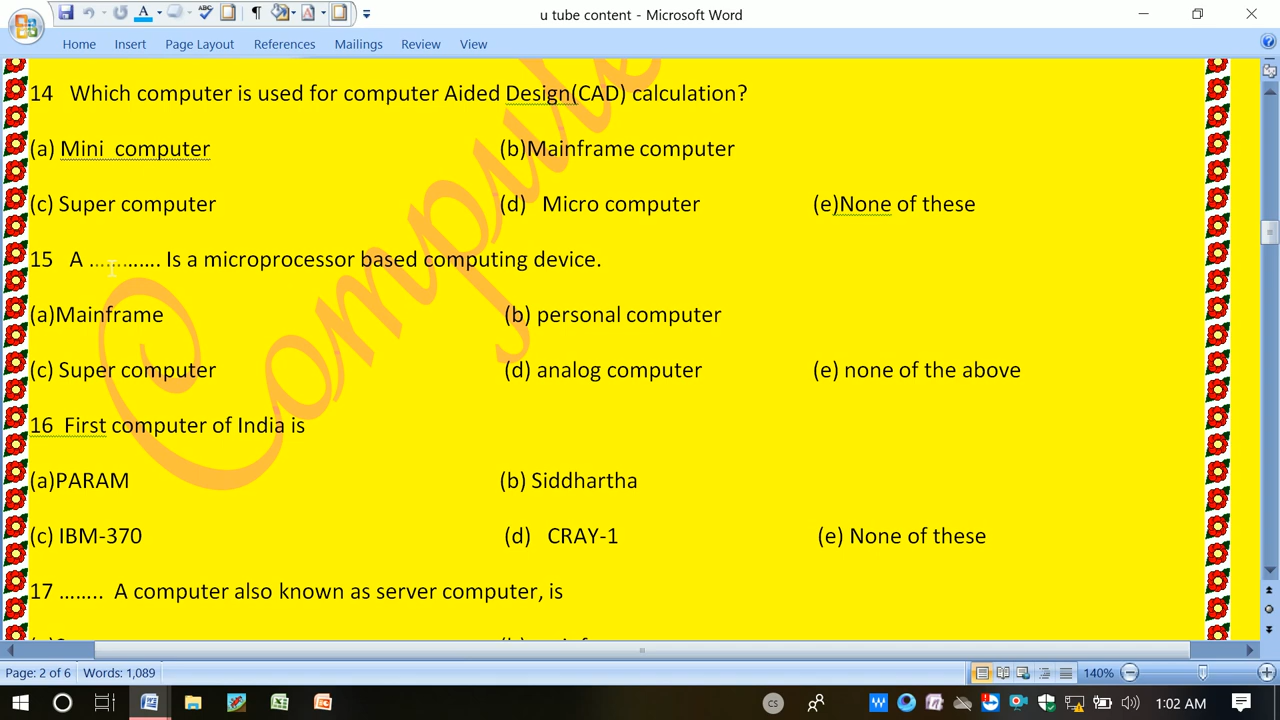 u tube content - Microsoft Word
Home Insert Page Layout References Mailings Review View
14 Which computer is used for computer Aided Design(CAD) calculation?
(a) Mini computer (b)Mainframe computer
(c) Super computer (d) Micro computer (e)None of these
15 A ............ Is a microprocessor based computing device.
(a)Mainframe (b) personal computer
(c) Super computer (d) analog computer (e) none of the above
16 First computer of India is
(a)PARAM (b) Siddhartha
(c) IBM-370 (d) CRAY-1 (e) None of these
17 ........ A computer also known as server computer, is
Page: 2 of 6 Words: 1,089 140%
CS 1:02 AM